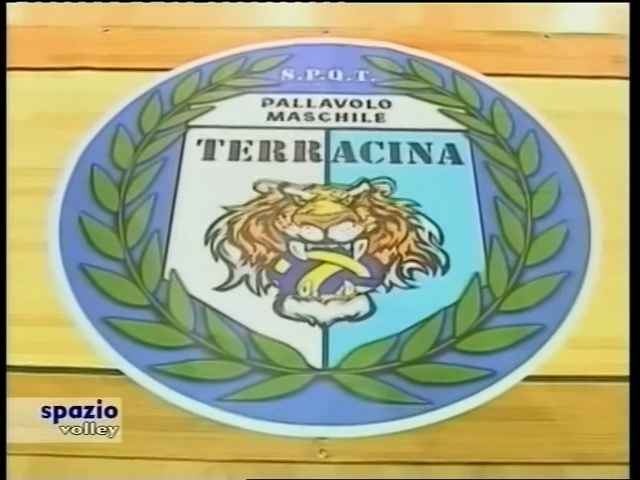 S.P.Q.T.
PALLAVOLO
MASCHILE
TERRACINA
spazio
volley